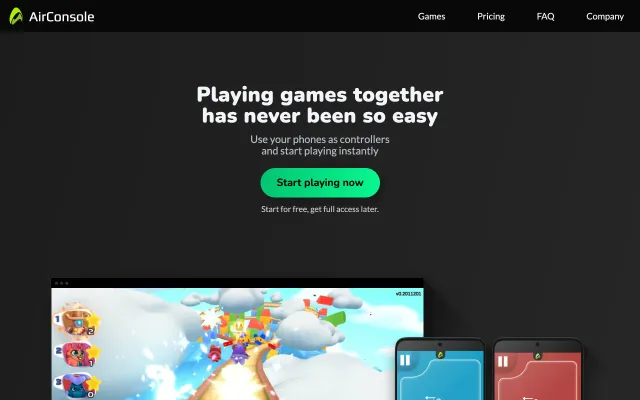 AirConsole
Games
Pricing
FAQ
Company
Playing games together
has never been so easy
Use your phones as controllers
and start playing instantly
Start playing now
Start for free, get full access later.
v0.2011201
1
2
2
1
3
0